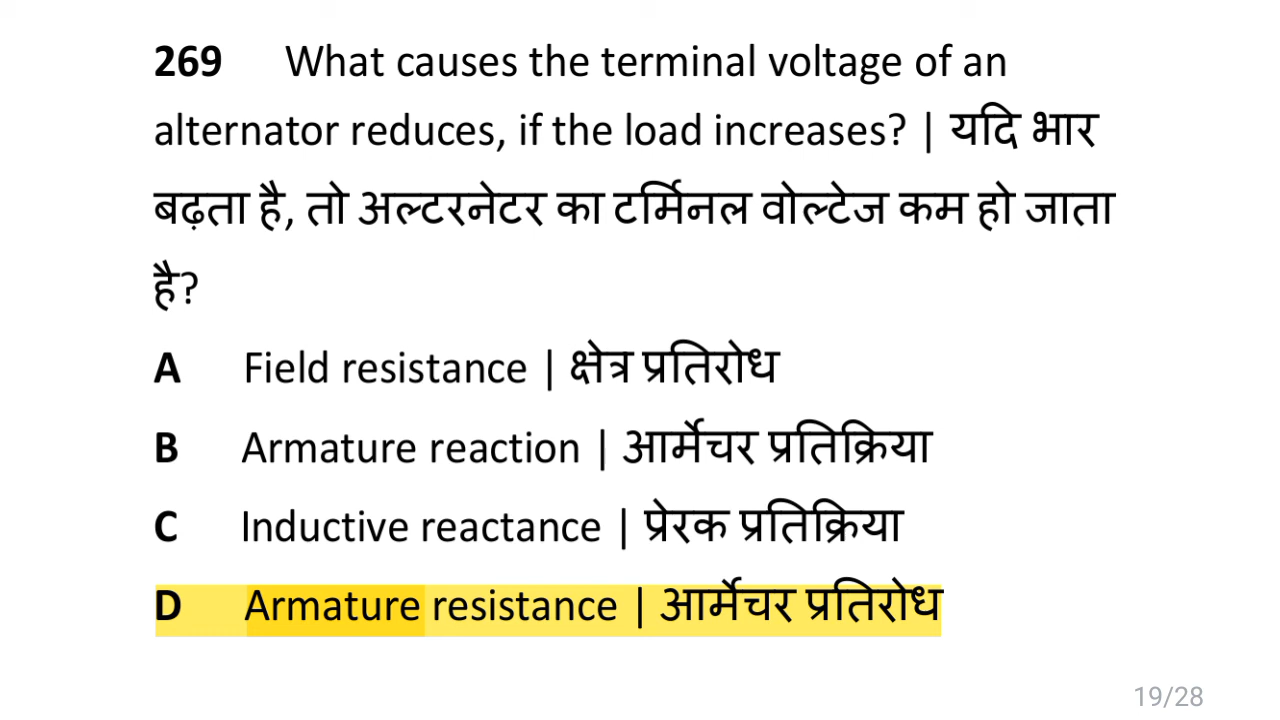 269 What causes the terminal voltage of an
alternator reduces, if the load increases? | यदि भार
बढ़ता है, तो अल्टरनेटर का टर्मिनल वोल्टेज कम हो जाता
है?
A Field resistance | क्षेत्र प्रतिरोध
B Armature reaction | आर्मेचर प्रतिक्रिया
C Inductive reactance | प्रेरक प्रतिक्रिया
D Armature resistance | आर्मेचर प्रतिरोध
19/28